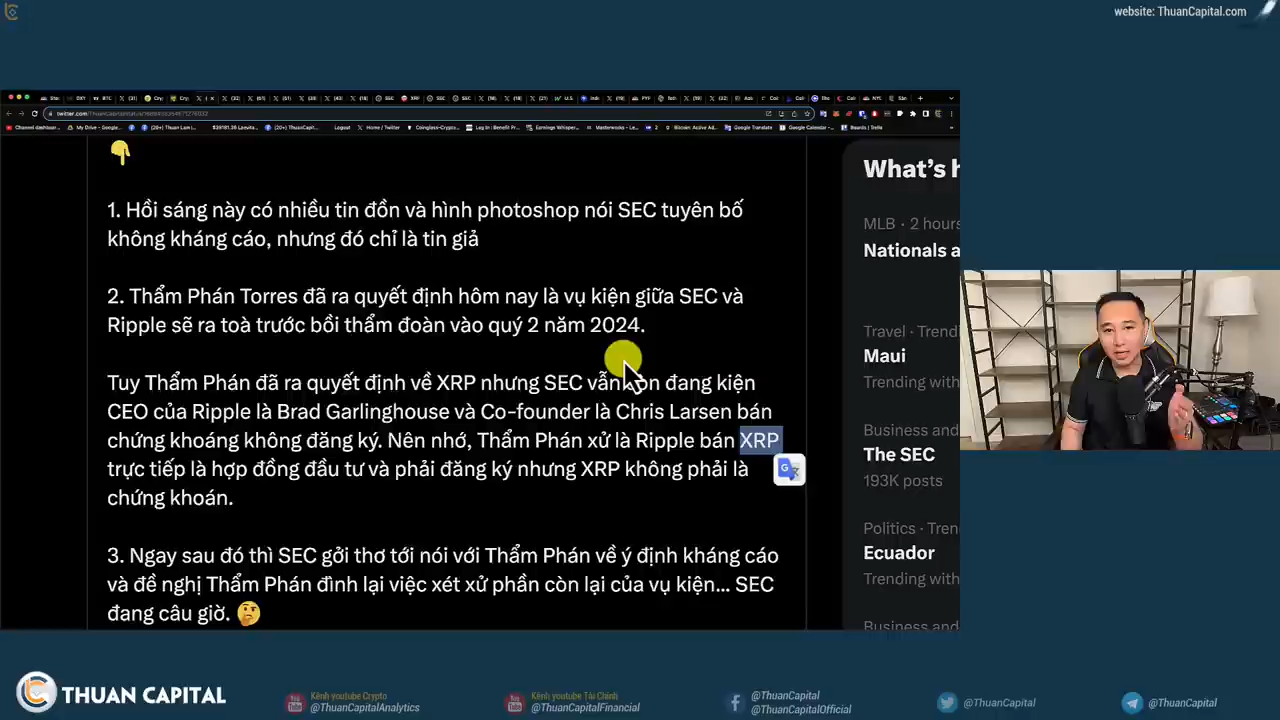 website: ThuanCapital.com
👇
1. Hồi sáng này có nhiều tin đồn và hình photoshop nói SEC tuyên bố
không kháng cáo, nhưng đó chỉ là tin giả
2. Thẩm Phán Torres đã ra quyết định hôm nay là vụ kiện giữa SEC và
Ripple sẽ ra toà trước bồi thẩm đoàn vào quý 2 năm 2024.
Tuy Thẩm Phán đã ra quyết định về XRP nhưng SEC vẫn còn đang kiện
CEO của Ripple là Brad Garlinghouse và Co-founder là Chris Larsen bán
chứng khoáng không đăng ký. Nên nhớ, Thẩm Phán xử là Ripple bán XRP
trực tiếp là hợp đồng đầu tư và phải đăng ký nhưng XRP không phải là
chứng khoán.
3. Ngay sau đó thì SEC gởi thơ tới nói với Thẩm Phán về ý định kháng cáo
và đề nghị Thẩm Phán đình lại việc xét xử phần còn lại của vụ kiện... SEC
đang câu giờ. 🤔
What's h
MLB · 2 hours
Nationals a
Travel · Trendi
Maui
Trending with
Business and
The SEC
193K posts
Politics · Tren
Ecuador
Trending with
Business and
THUAN CAPITAL
Kênh youtube Crypto
@ThuanCapitalAnalytics
Kênh youtube Tài Chính
@ThuanCapitalFinancial
@ThuanCapital
@ThuanCapitalOfficial
@ThuanCapital
@ThuanCapital